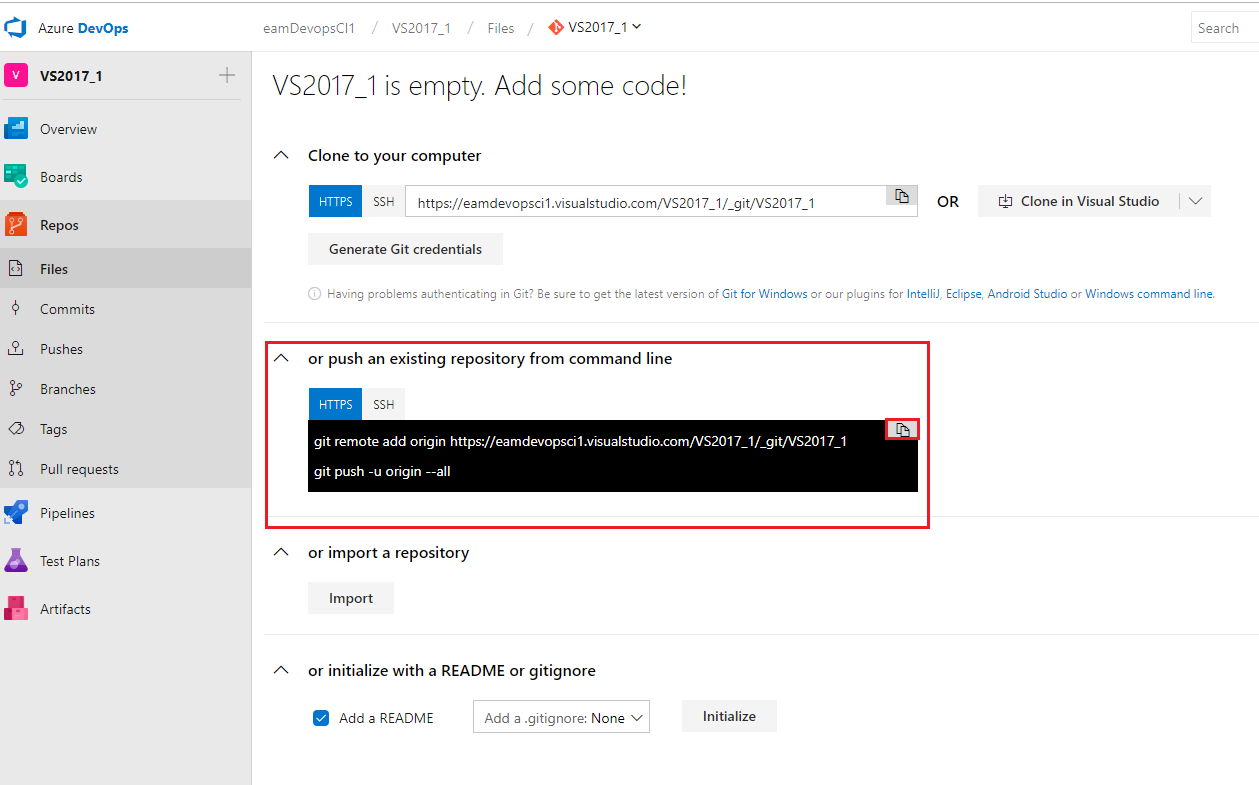 Azure DevOps
eamDevopsCI1 / VS2017_1 / Files / VS2017_1
Search
V VS2017_1
Overview
Boards
Repos
Files
Commits
Pushes
Branches
Tags
Pull requests
Pipelines
Test Plans
Artifacts
VS2017_1 is empty. Add some code!
Clone to your computer
HTTPS SSH https://eamdevopsci1.visualstudio.com/VS2017_1/_git/VS2017_1 OR Clone in Visual Studio
Generate Git credentials
Having problems authenticating in Git? Be sure to get the latest version of Git for Windows or our plugins for IntelliJ, Eclipse, Android Studio or Windows command line.
or push an existing repository from command line
HTTPS SSH
git remote add origin https://eamdevopsci1.visualstudio.com/VS2017_1/_git/VS2017_1
git push -u origin --all
or import a repository
Import
or initialize with a README or gitignore
Add a README Add a .gitignore: None Initialize